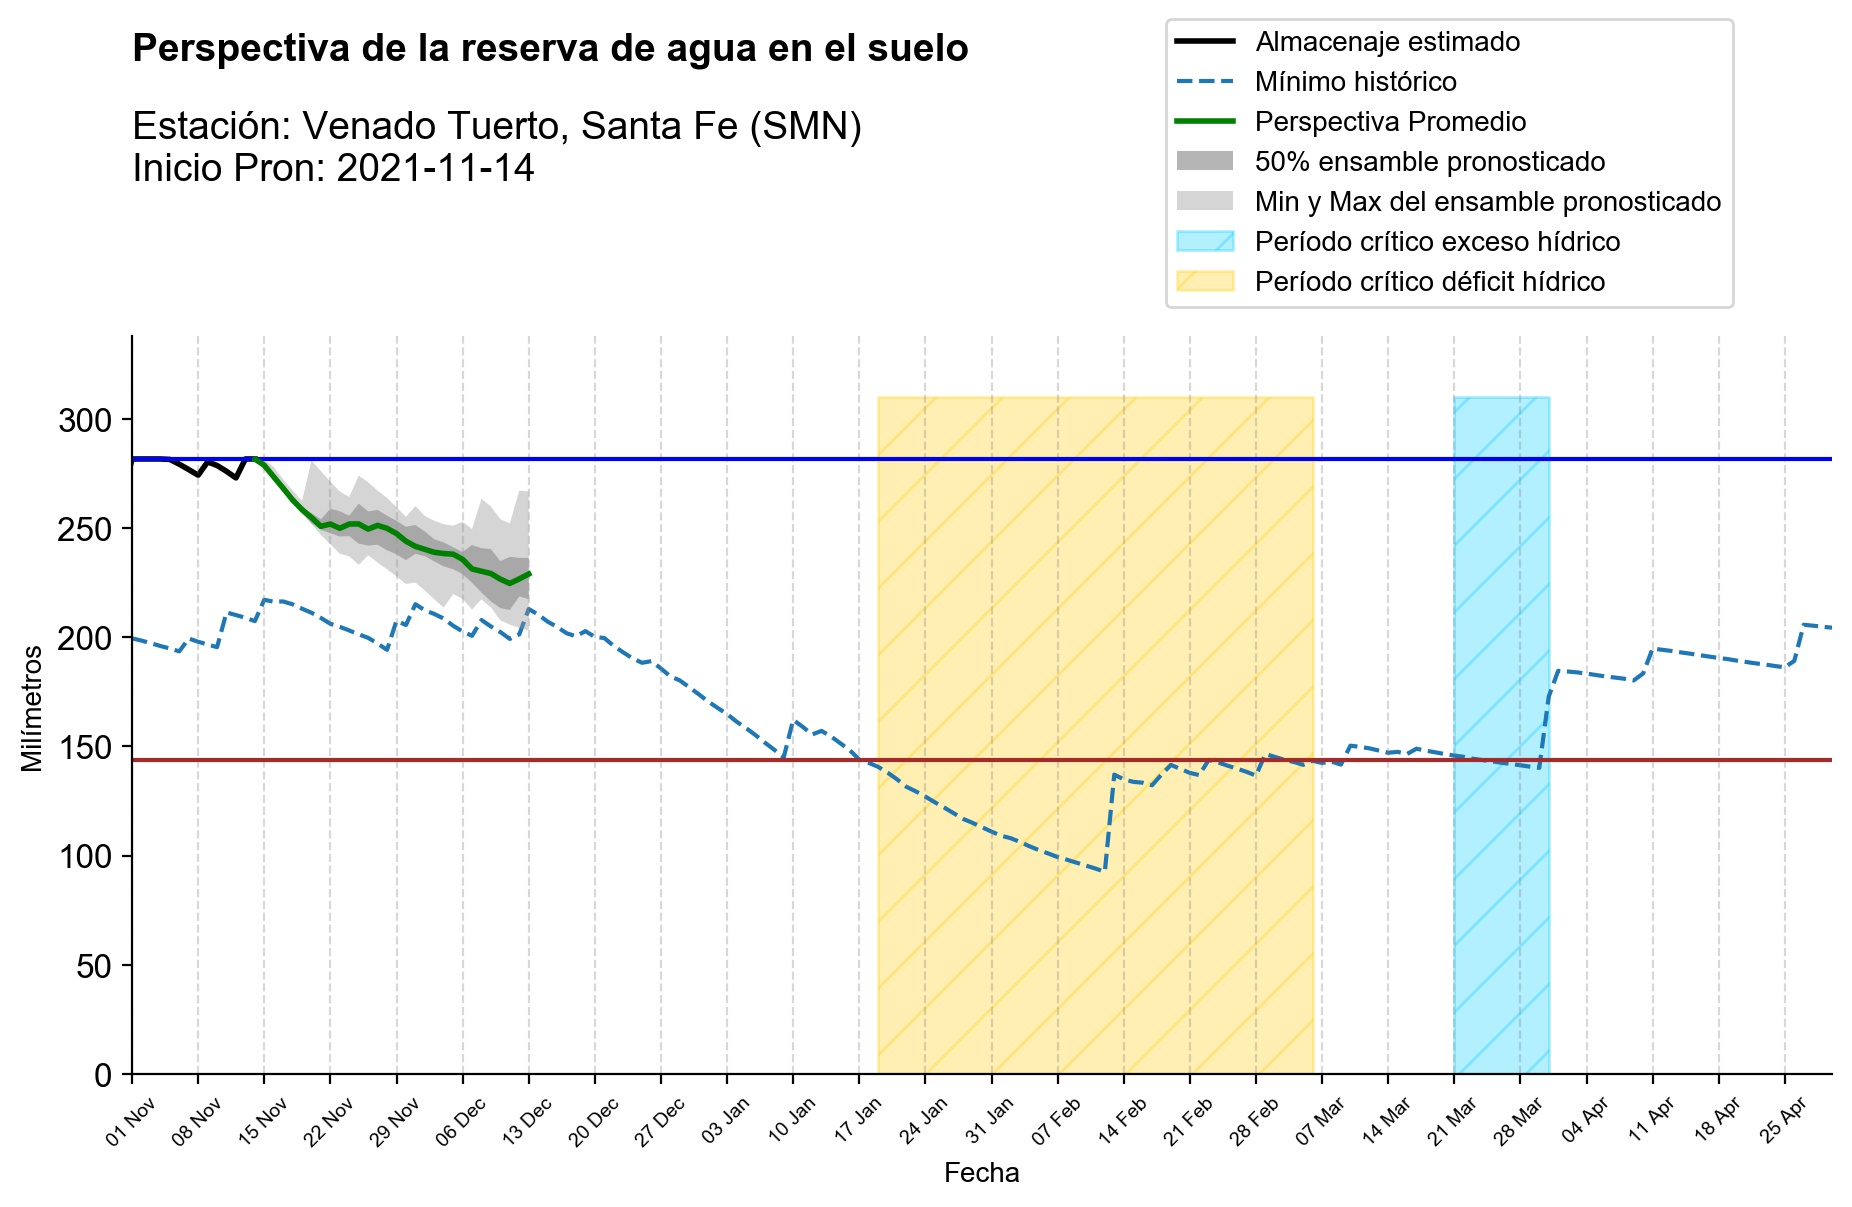 Perspectiva de la reserva de agua en el suelo
Estación: Venado Tuerto, Santa Fe (SMN)
Inicio Pron: 2021-11-14
Almacenaje estimado
Mínimo histórico
Perspectiva Promedio
50% ensamble pronosticado
Min y Max del ensamble pronosticado
Período crítico exceso hídrico
Período crítico déficit hídrico
300
250
200
150
100
50
0
Milímetros
01 Nov
08 Nov
15 Nov
22 Nov
29 Nov
06 Dec
13 Dec
20 Dec
27 Dec
03 Jan
10 Jan
17 Jan
24 Jan
31 Jan
07 Feb
14 Feb
21 Feb
28 Feb
07 Mar
14 Mar
21 Mar
28 Mar
04 Apr
11 Apr
18 Apr
25 Apr
Fecha